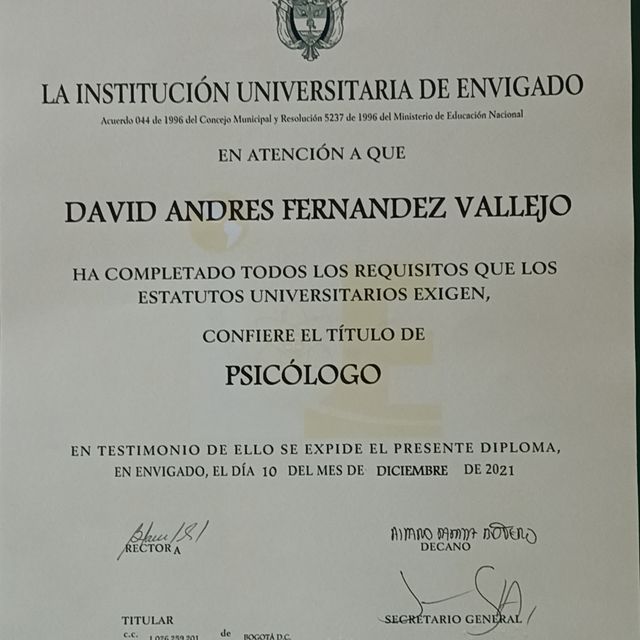 LA INSTITUCIÓN UNIVERSITARIA DE ENVIGADO
Acuerdo 044 de 1996 del Concejo Municipal y Resolución 5237 de 1996 del Ministerio de Educación Nacional
EN ATENCIÓN A QUE
DAVID ANDRES FERNANDEZ VALLEJO
HA COMPLETADO TODOS LOS REQUISITOS QUE LOS
ESTATUTOS UNIVERSITARIOS EXIGEN,
CONFIERE EL TÍTULO DE
PSICÓLOGO
EN TESTIMONIO DE ELLO SE EXPIDE EL PRESENTE DIPLOMA,
EN ENVIGADO, EL DÍA 10 DEL MES DE DICIEMBRE DE 2021
RECTORA
DECANO
SECRETARIO GENERAL
TITULAR
c.c. de BOGOTÁ D.C.